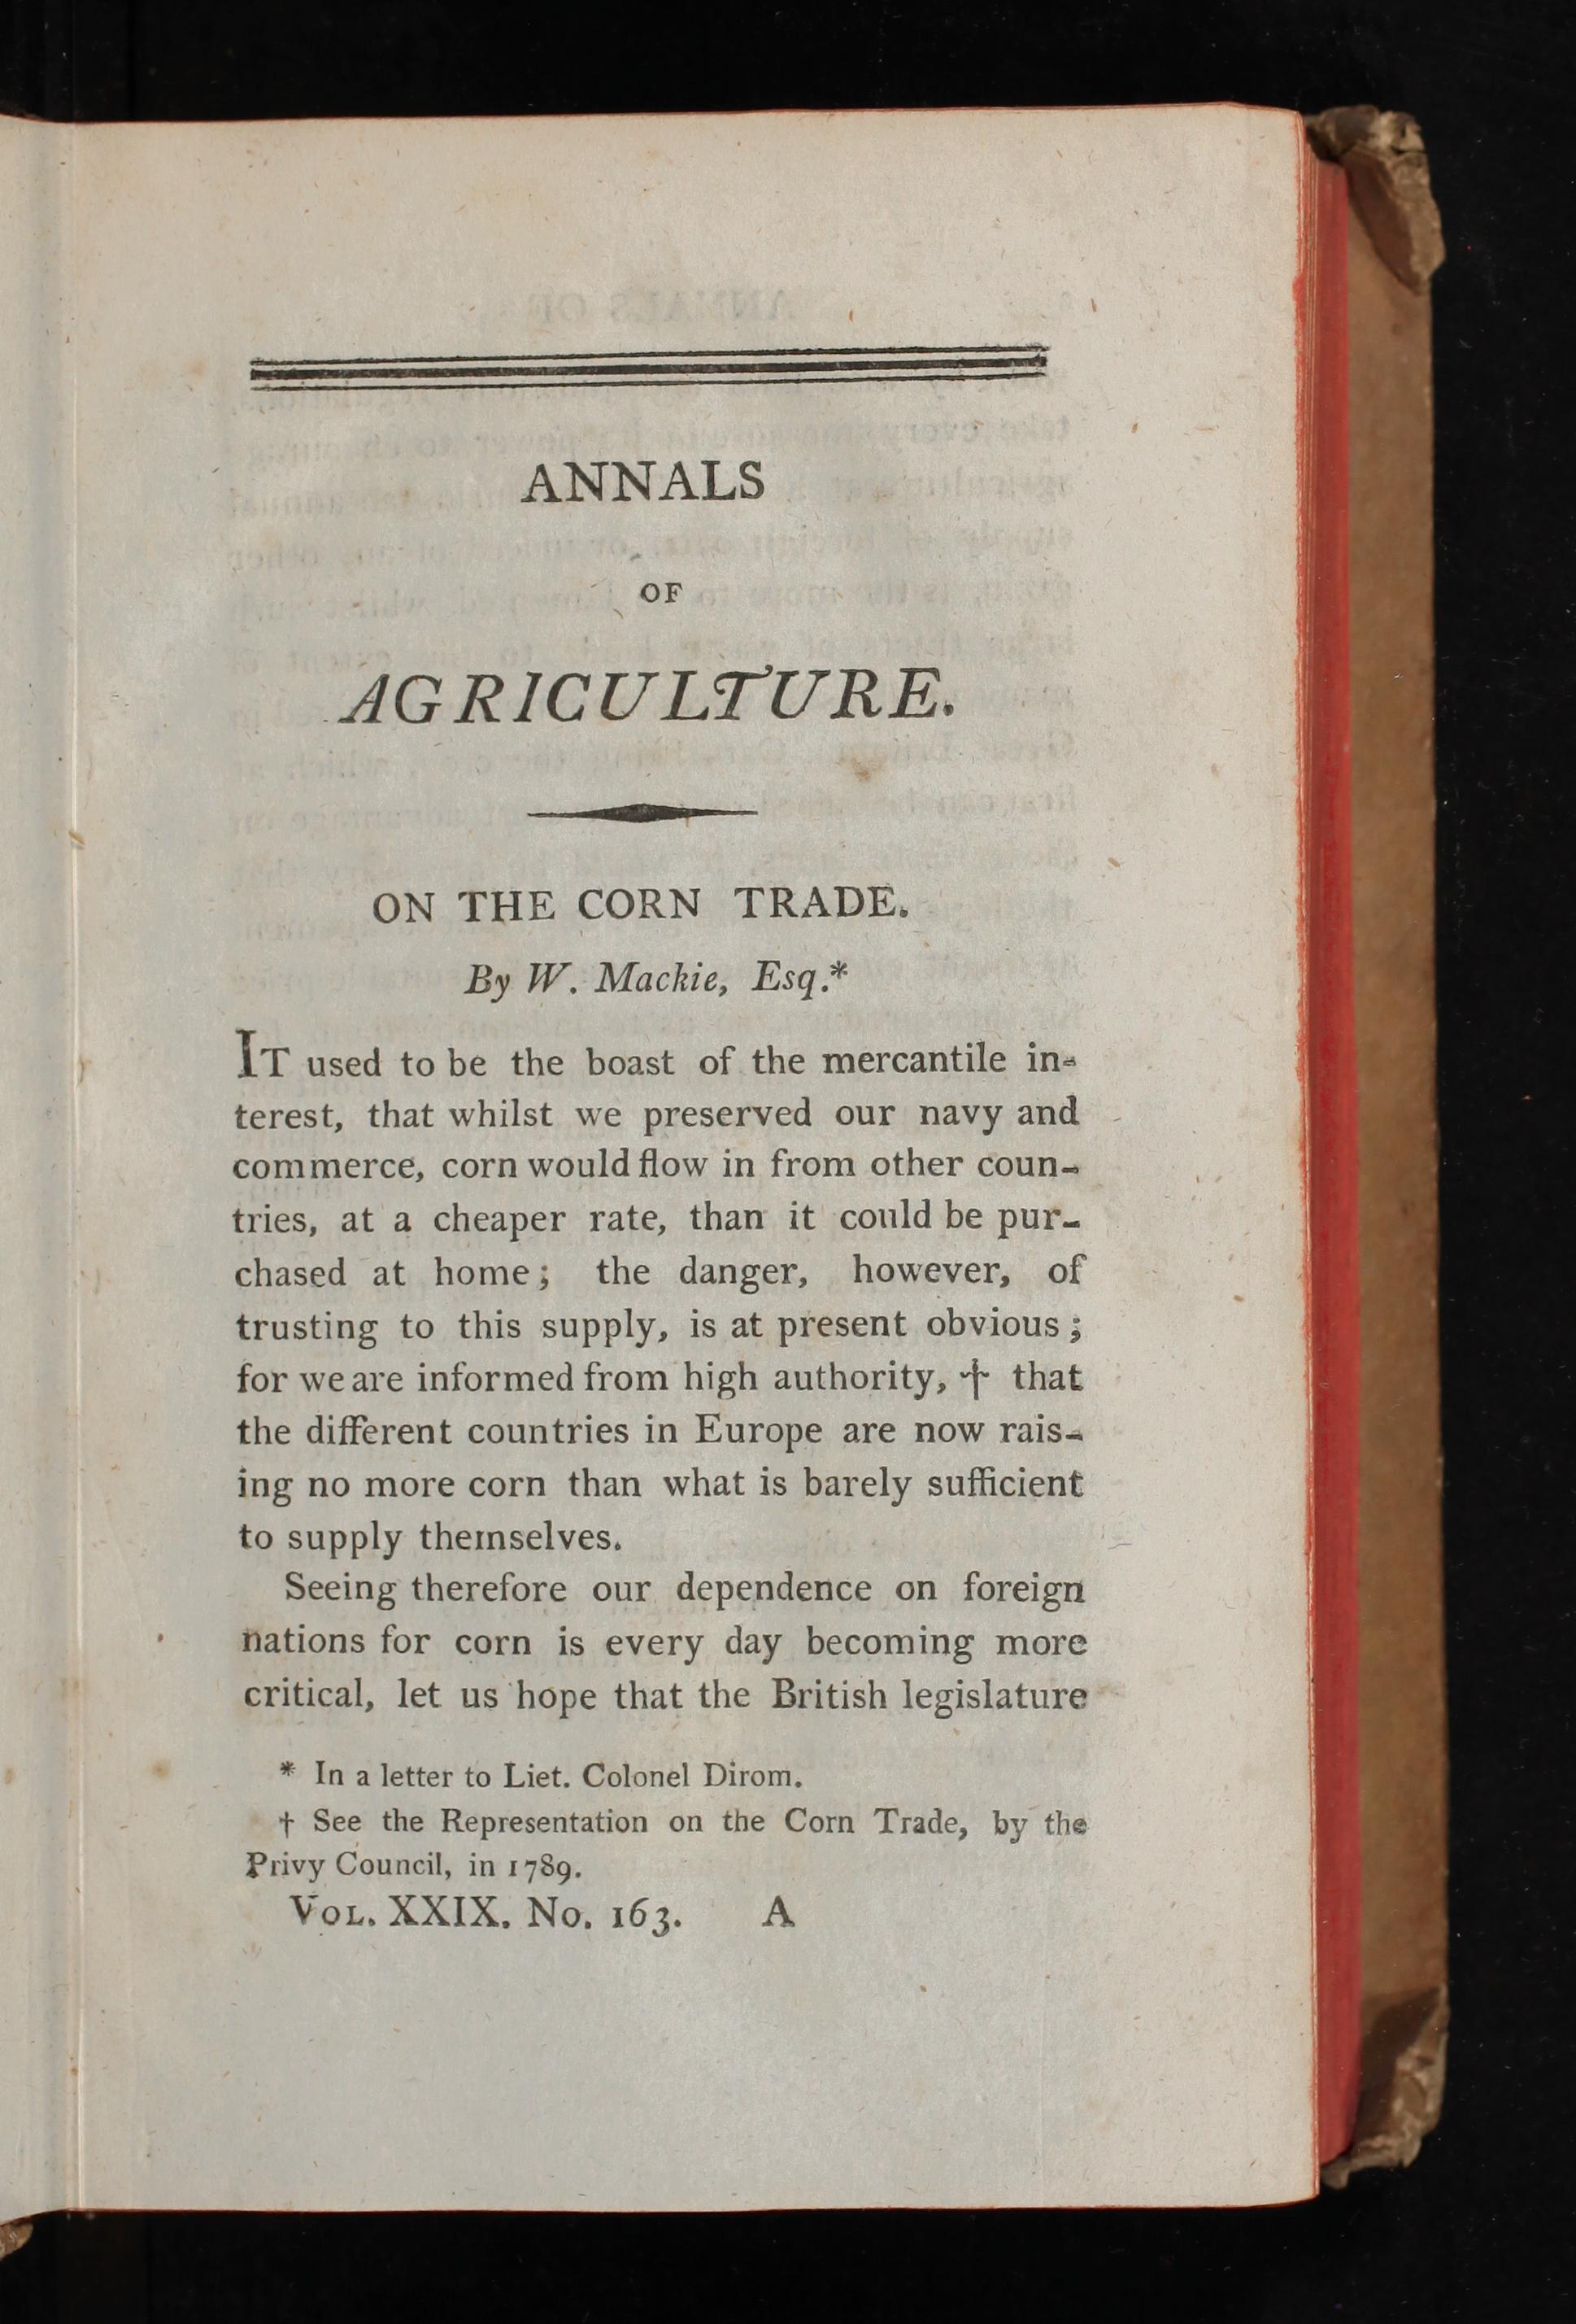 ANNALS
OF
AGRICULTURE.
ON THE CORN TRADE.
By W. Mackie, Esq.*
IT used to be the boast of the mercantile in-
terest, that whilst we preserved our navy and
commerce, corn would flow in from other coun-
tries, at a cheaper rate, than it could be pur-
chased at home; the danger, however, of
trusting to this supply, is at present obvious;
for we are informed from high authority, † that
the different countries in Europe are now rais-
ing no more corn than what is barely sufficient
to supply themselves.
Seeing therefore our dependence on foreign
nations for corn is every day becoming more
critical, let us hope that the British legislature
* In a letter to Liet. Colonel Dirom.
† See the Representation on the Corn Trade, by the
Privy Council, in 1789.
VOL. XXIX. No. 163. A